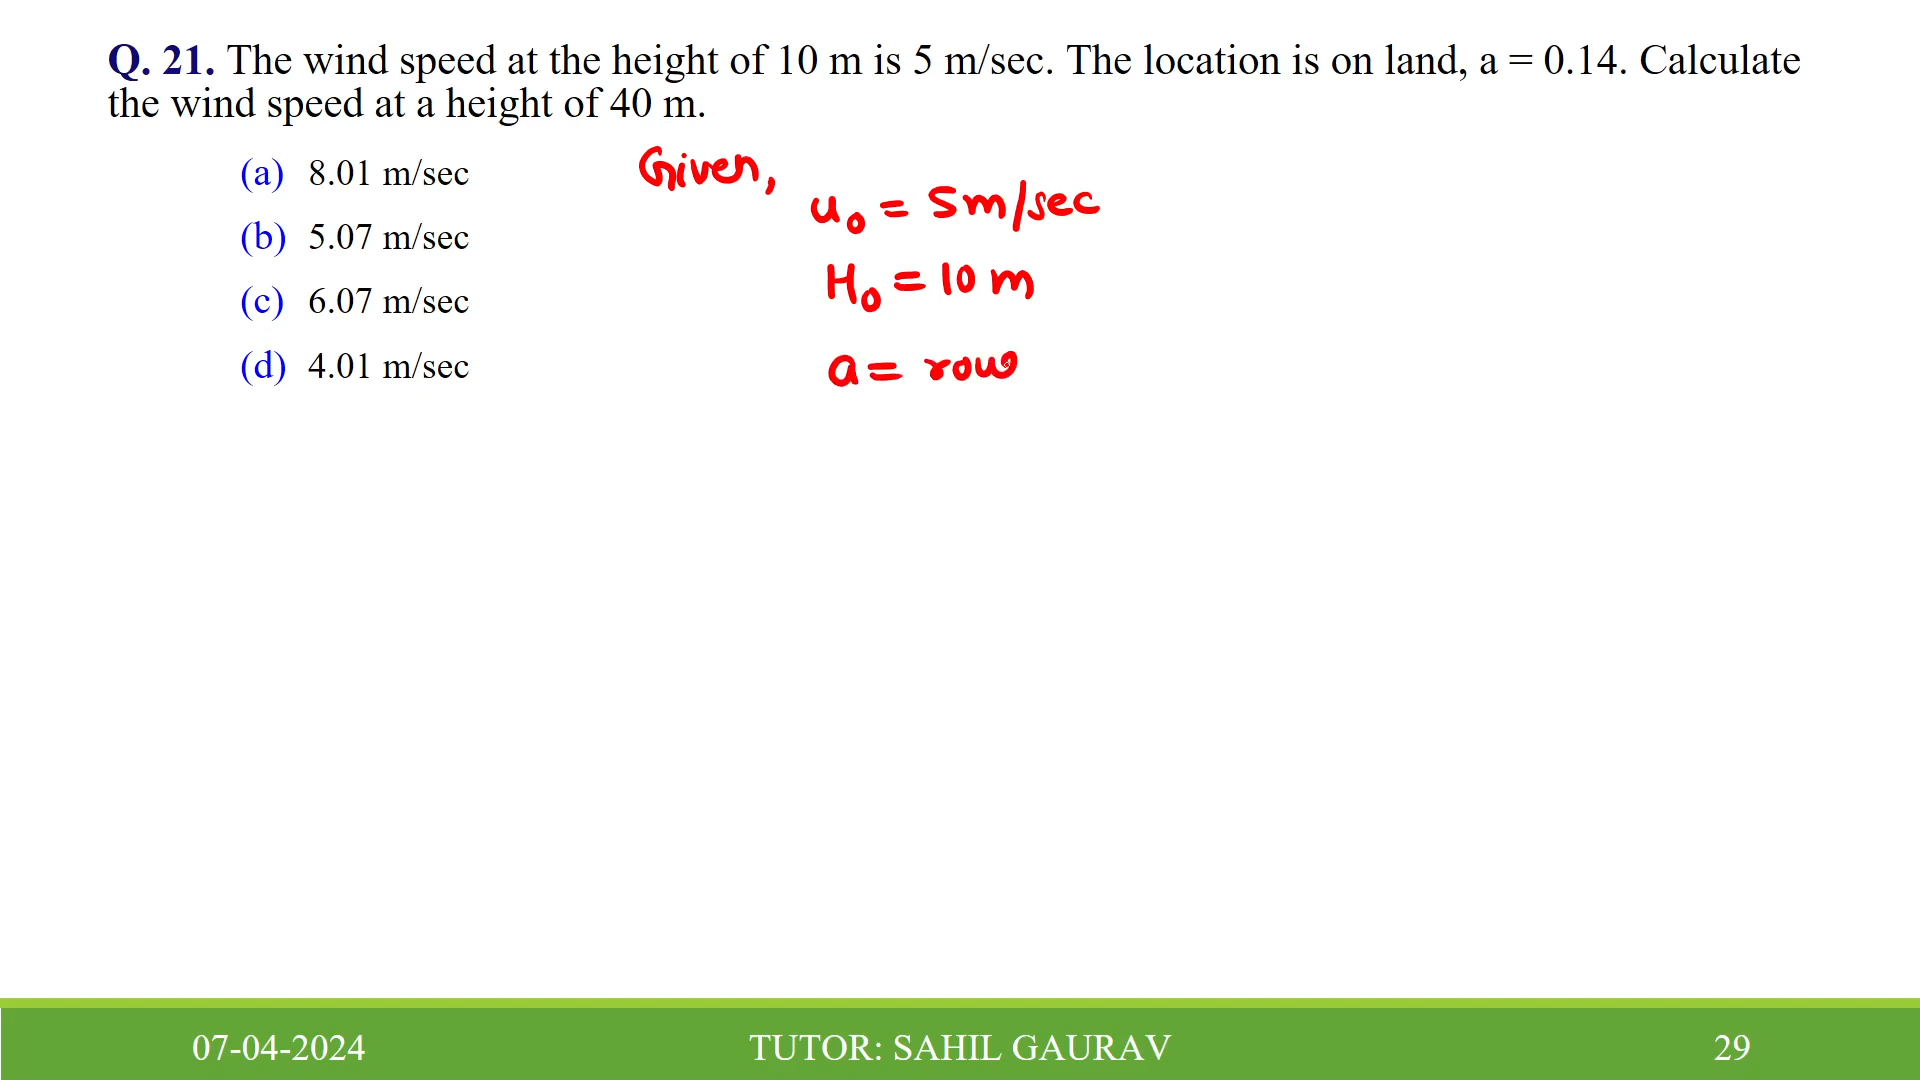 Q. 21. The wind speed at the height of 10 m is 5 m/sec. The location is on land, a = 0.14. Calculate
the wind speed at a height of 40 m.
(a) 8.01 m/sec
(b) 5.07 m/sec
(c) 6.07 m/sec
(d) 4.01 m/sec
Given,
u₀ = 5m/sec
H₀ = 10 m
a = rou
07-04-2024
TUTOR: SAHIL GAURAV
29